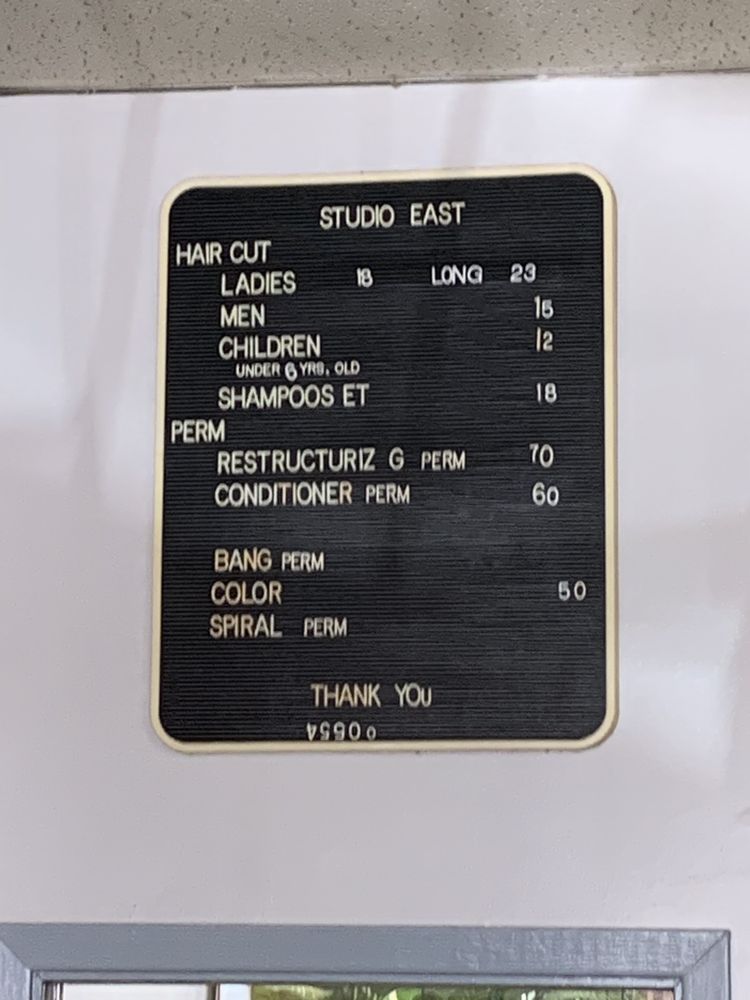 STUDIO EAST
HAIR CUT
LADIES 18 LONG 23
MEN 15
CHILDREN 12
UNDER 6 YRS. OLD
SHAMPOOS ET 18
PERM
RESTRUCTURIZ G PERM 70
CONDITIONER PERM 60
BANG PERM
COLOR 50
SPIRAL PERM
THANK YOU